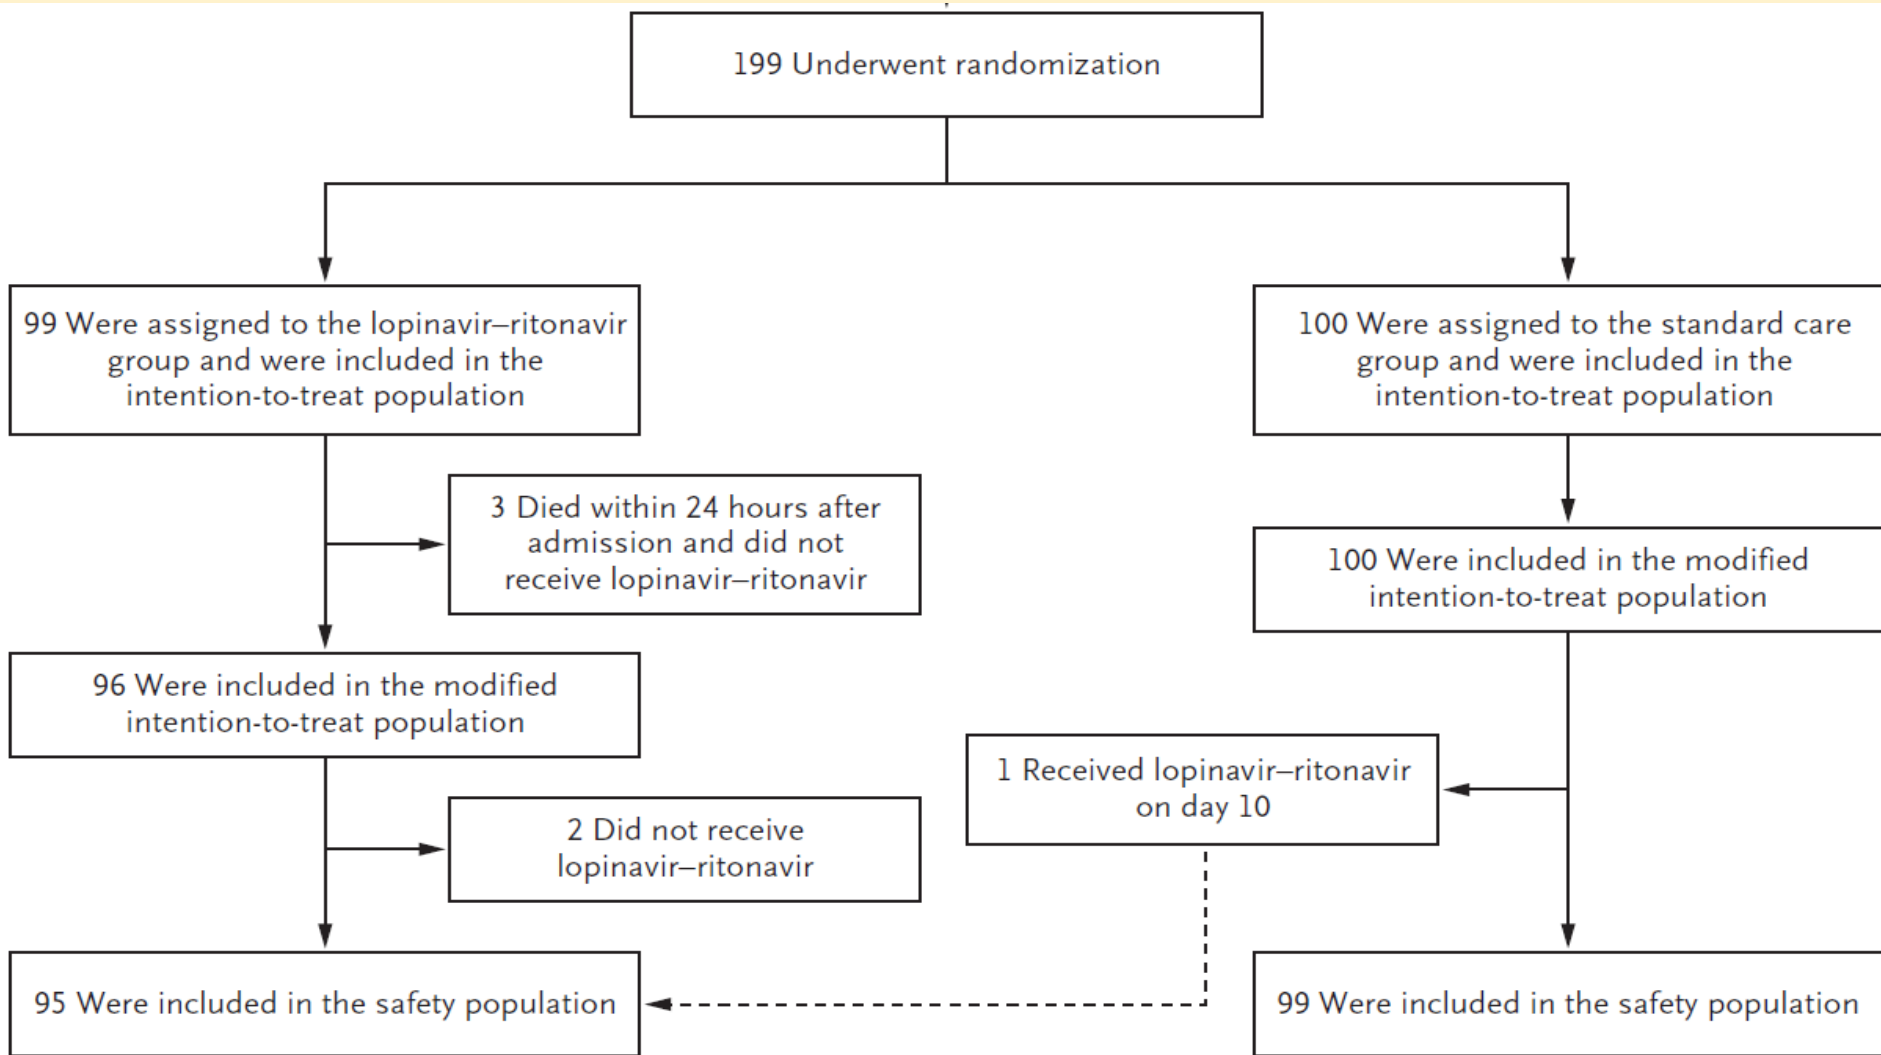 199 Underwent randomization
99 Were assigned to the lopinavir–ritonavir
group and were included in the
intention-to-treat population
100 Were assigned to the standard care
group and were included in the
intention-to-treat population
3 Died within 24 hours after
admission and did not
receive lopinavir–ritonavir
100 Were included in the modified
intention-to-treat population
96 Were included in the modified
intention-to-treat population
1 Received lopinavir–ritonavir
on day 10
2 Did not receive
lopinavir–ritonavir
95 Were included in the safety population
99 Were included in the safety population